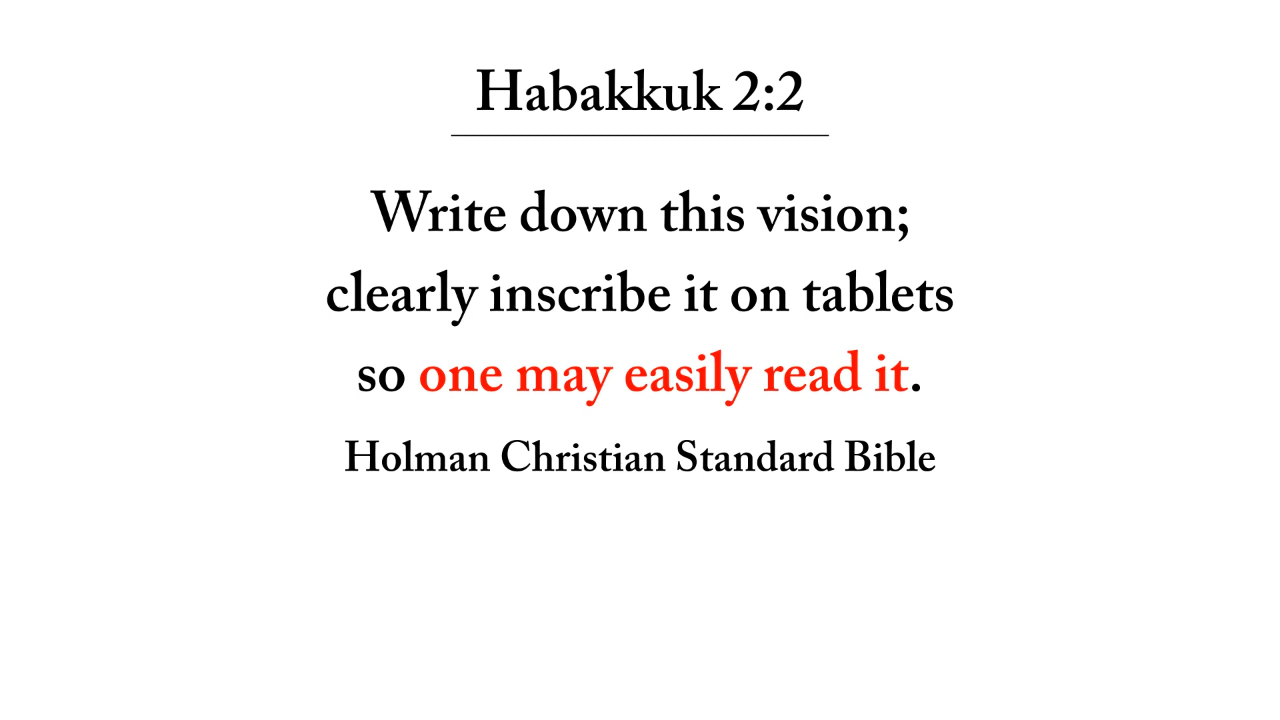 Habakkuk 2:2
Write down this vision;
clearly inscribe it on tablets
so one may easily read it.
Holman Christian Standard Bible